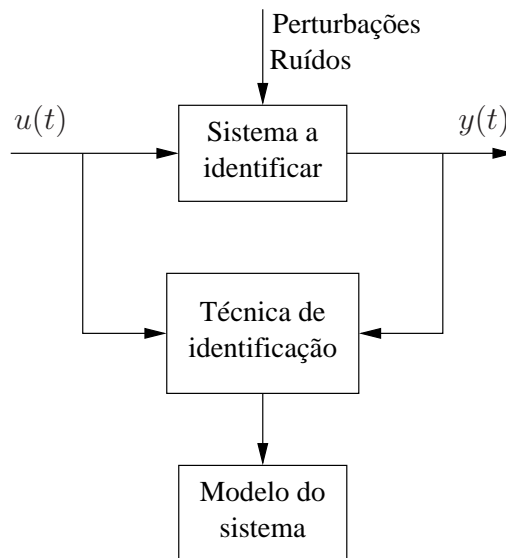 Perturbações
Ruídos
u(t)
y(t)
Sistema a
identificar
Técnica de
identificação
Modelo do
sistema